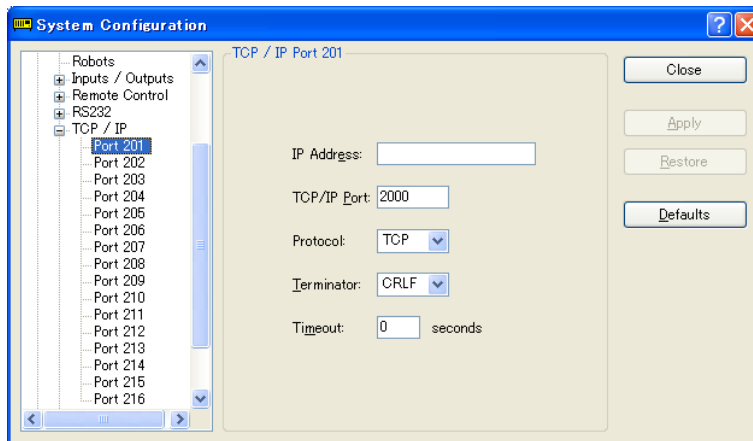 System Configuration
Robots
Inputs / Outputs
Remote Control
RS232
TCP / IP
Port 201
Port 202
Port 203
Port 204
Port 205
Port 206
Port 207
Port 208
Port 209
Port 210
Port 211
Port 212
Port 213
Port 214
Port 215
Port 216
TCP / IP Port 201
IP Address:
TCP/IP Port: 2000
Protocol: TCP
Terminator: CRLF
Timeout: 0 seconds
Close
Apply
Restore
Defaults